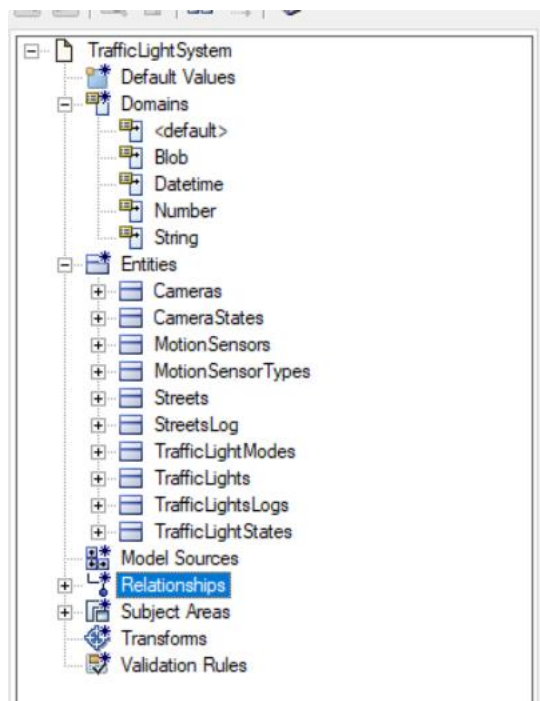 TrafficLightSystem
Default Values
Domains
<default>
Blob
Datetime
Number
String
Entities
Cameras
CameraStates
MotionSensors
MotionSensorTypes
Streets
StreetsLog
TrafficLightModes
TrafficLights
TrafficLightsLogs
TrafficLightStates
Model Sources
Relationships
Subject Areas
Transforms
Validation Rules